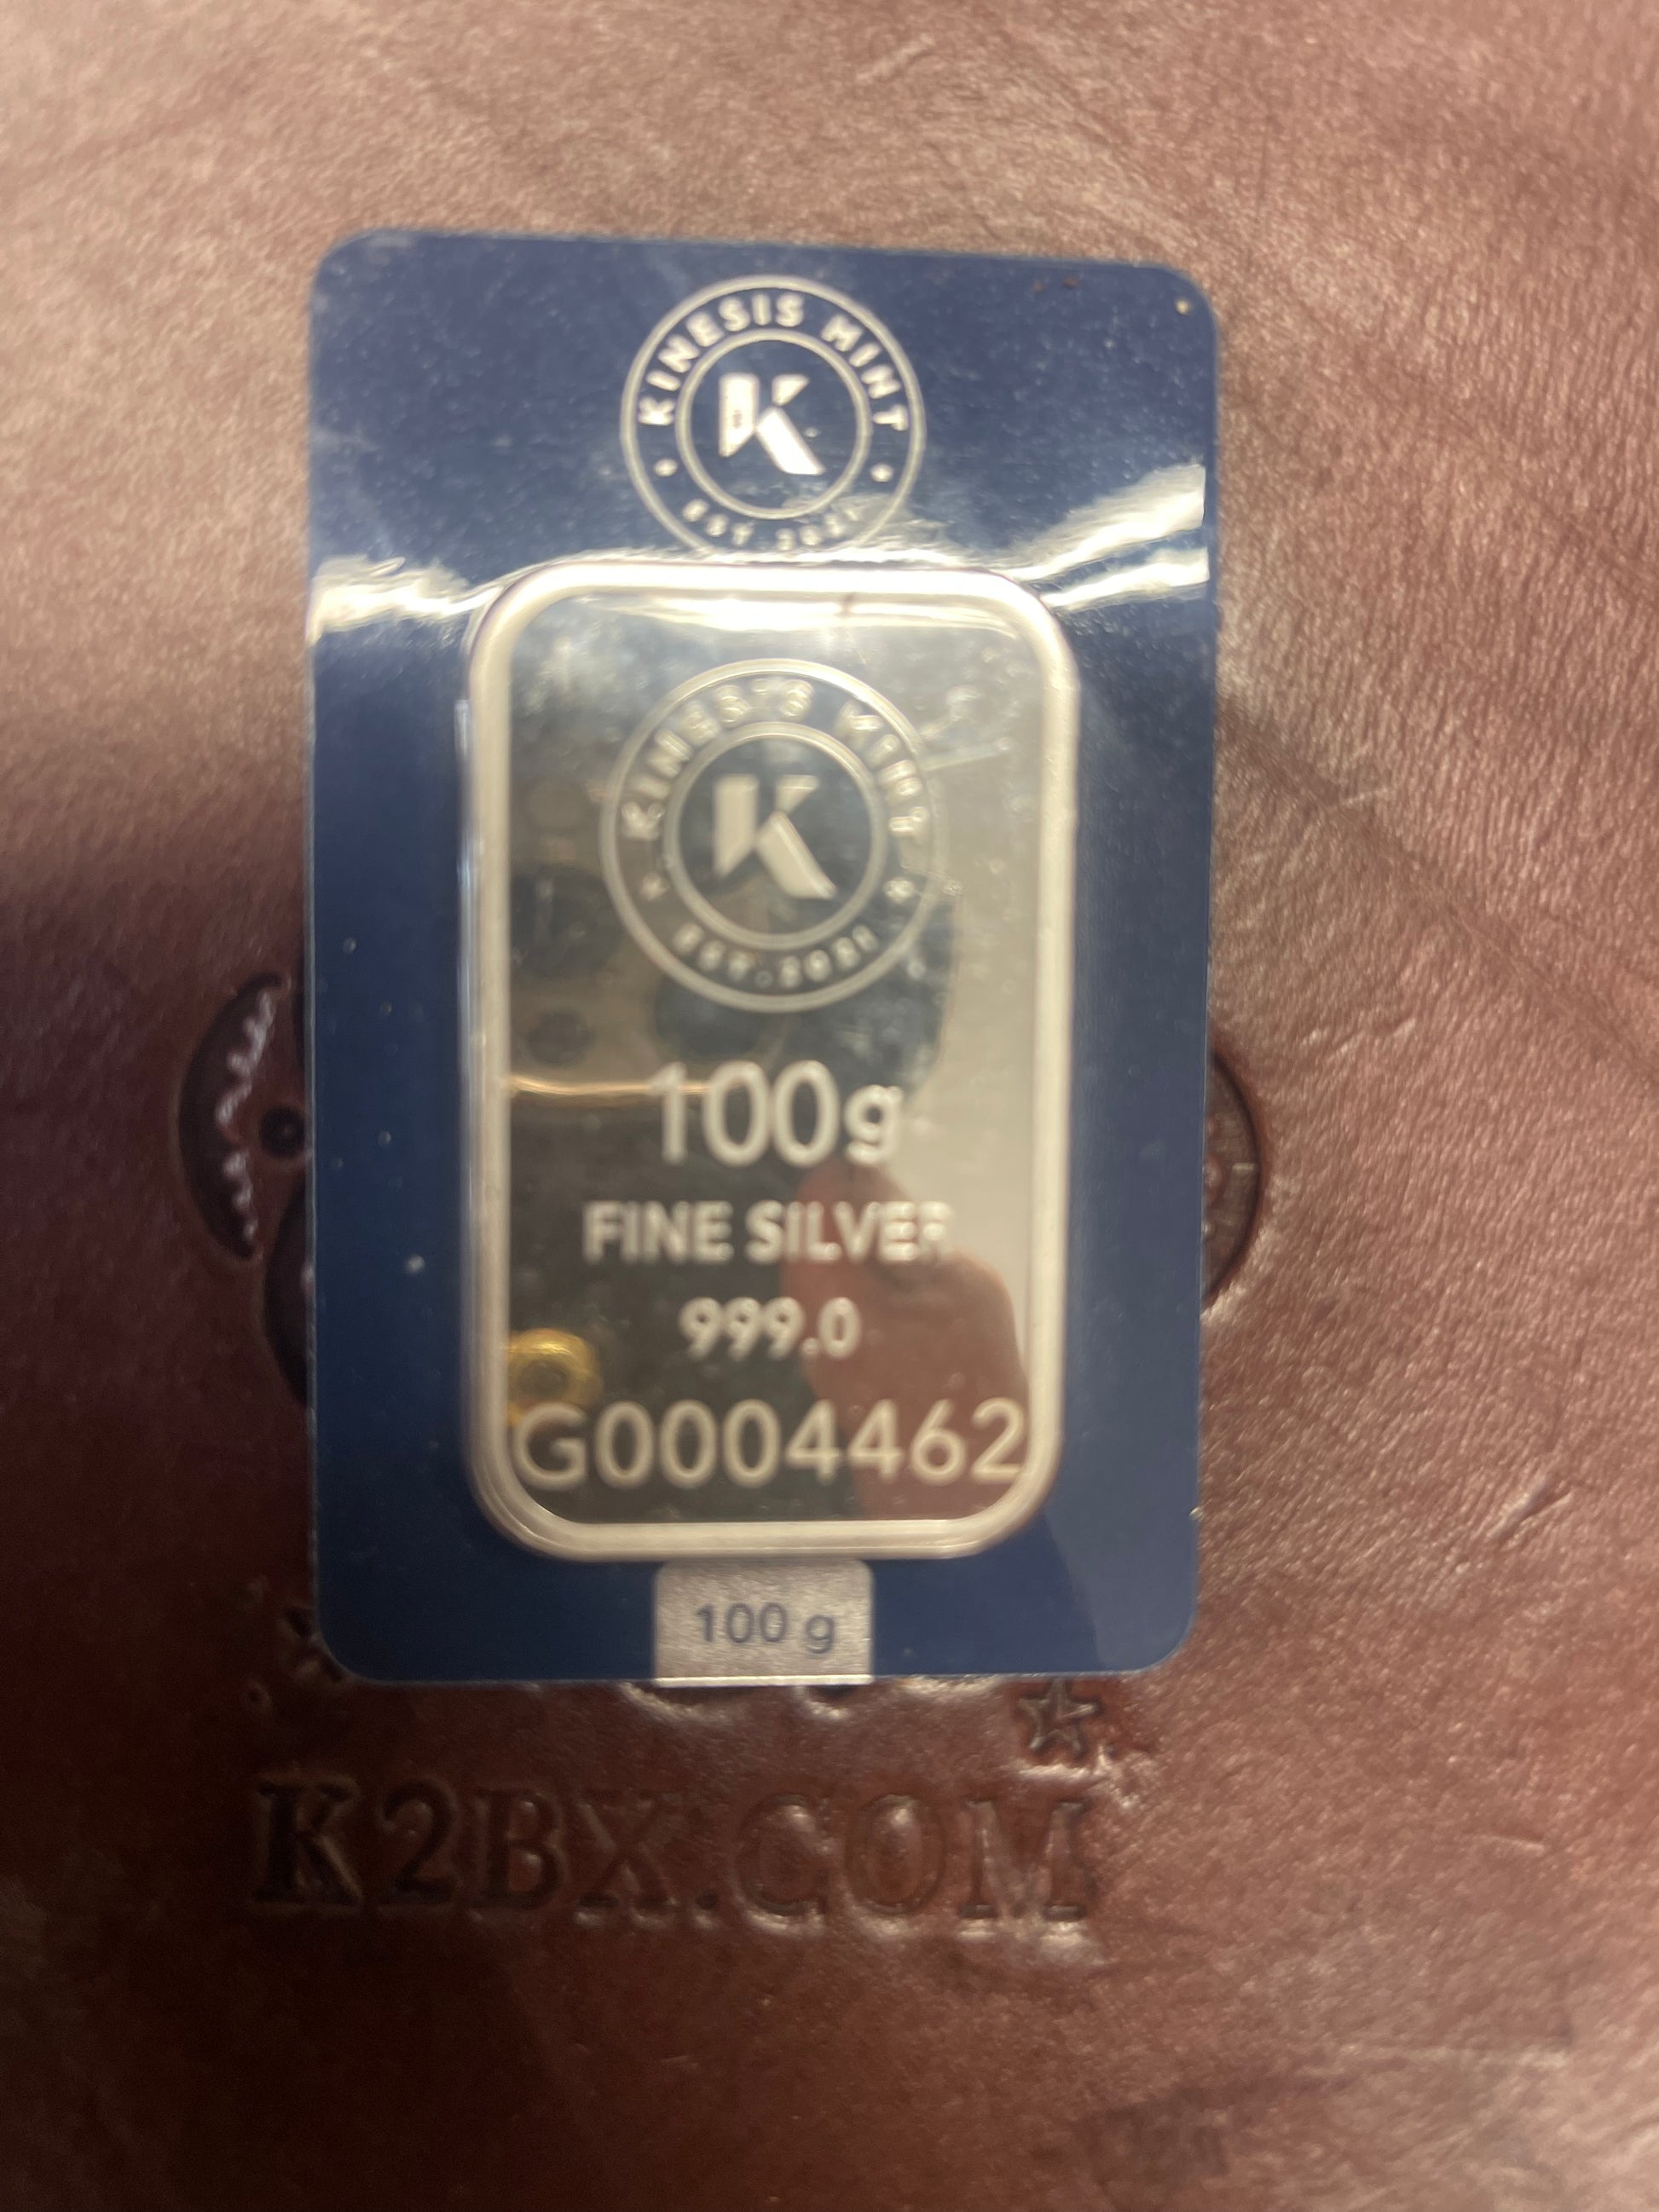 KINESIS MINT
K
EST 2021
KINESIS MINT
K
EST. 2021
100g
FINE SILVER
999.0
G0004462
100 g
K2BX.COM